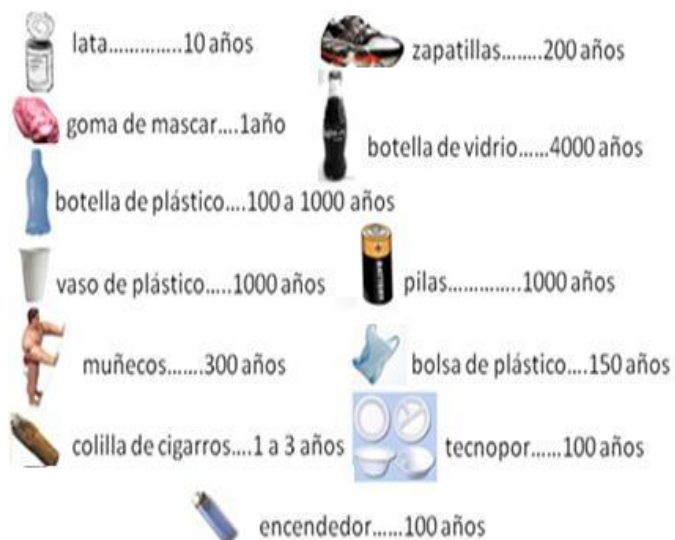 lata..............10 años
zapatillas........200 años
goma de mascar....1año
botella de vidrio......4000 años
botella de plástico....100 a 1000 años
vaso de plástico.....1000 años
pilas..............1000 años
muñecos.......300 años
bolsa de plástico....150 años
colilla de cigarros....1 a 3 años
tecnopor......100 años
encendedor......100 años